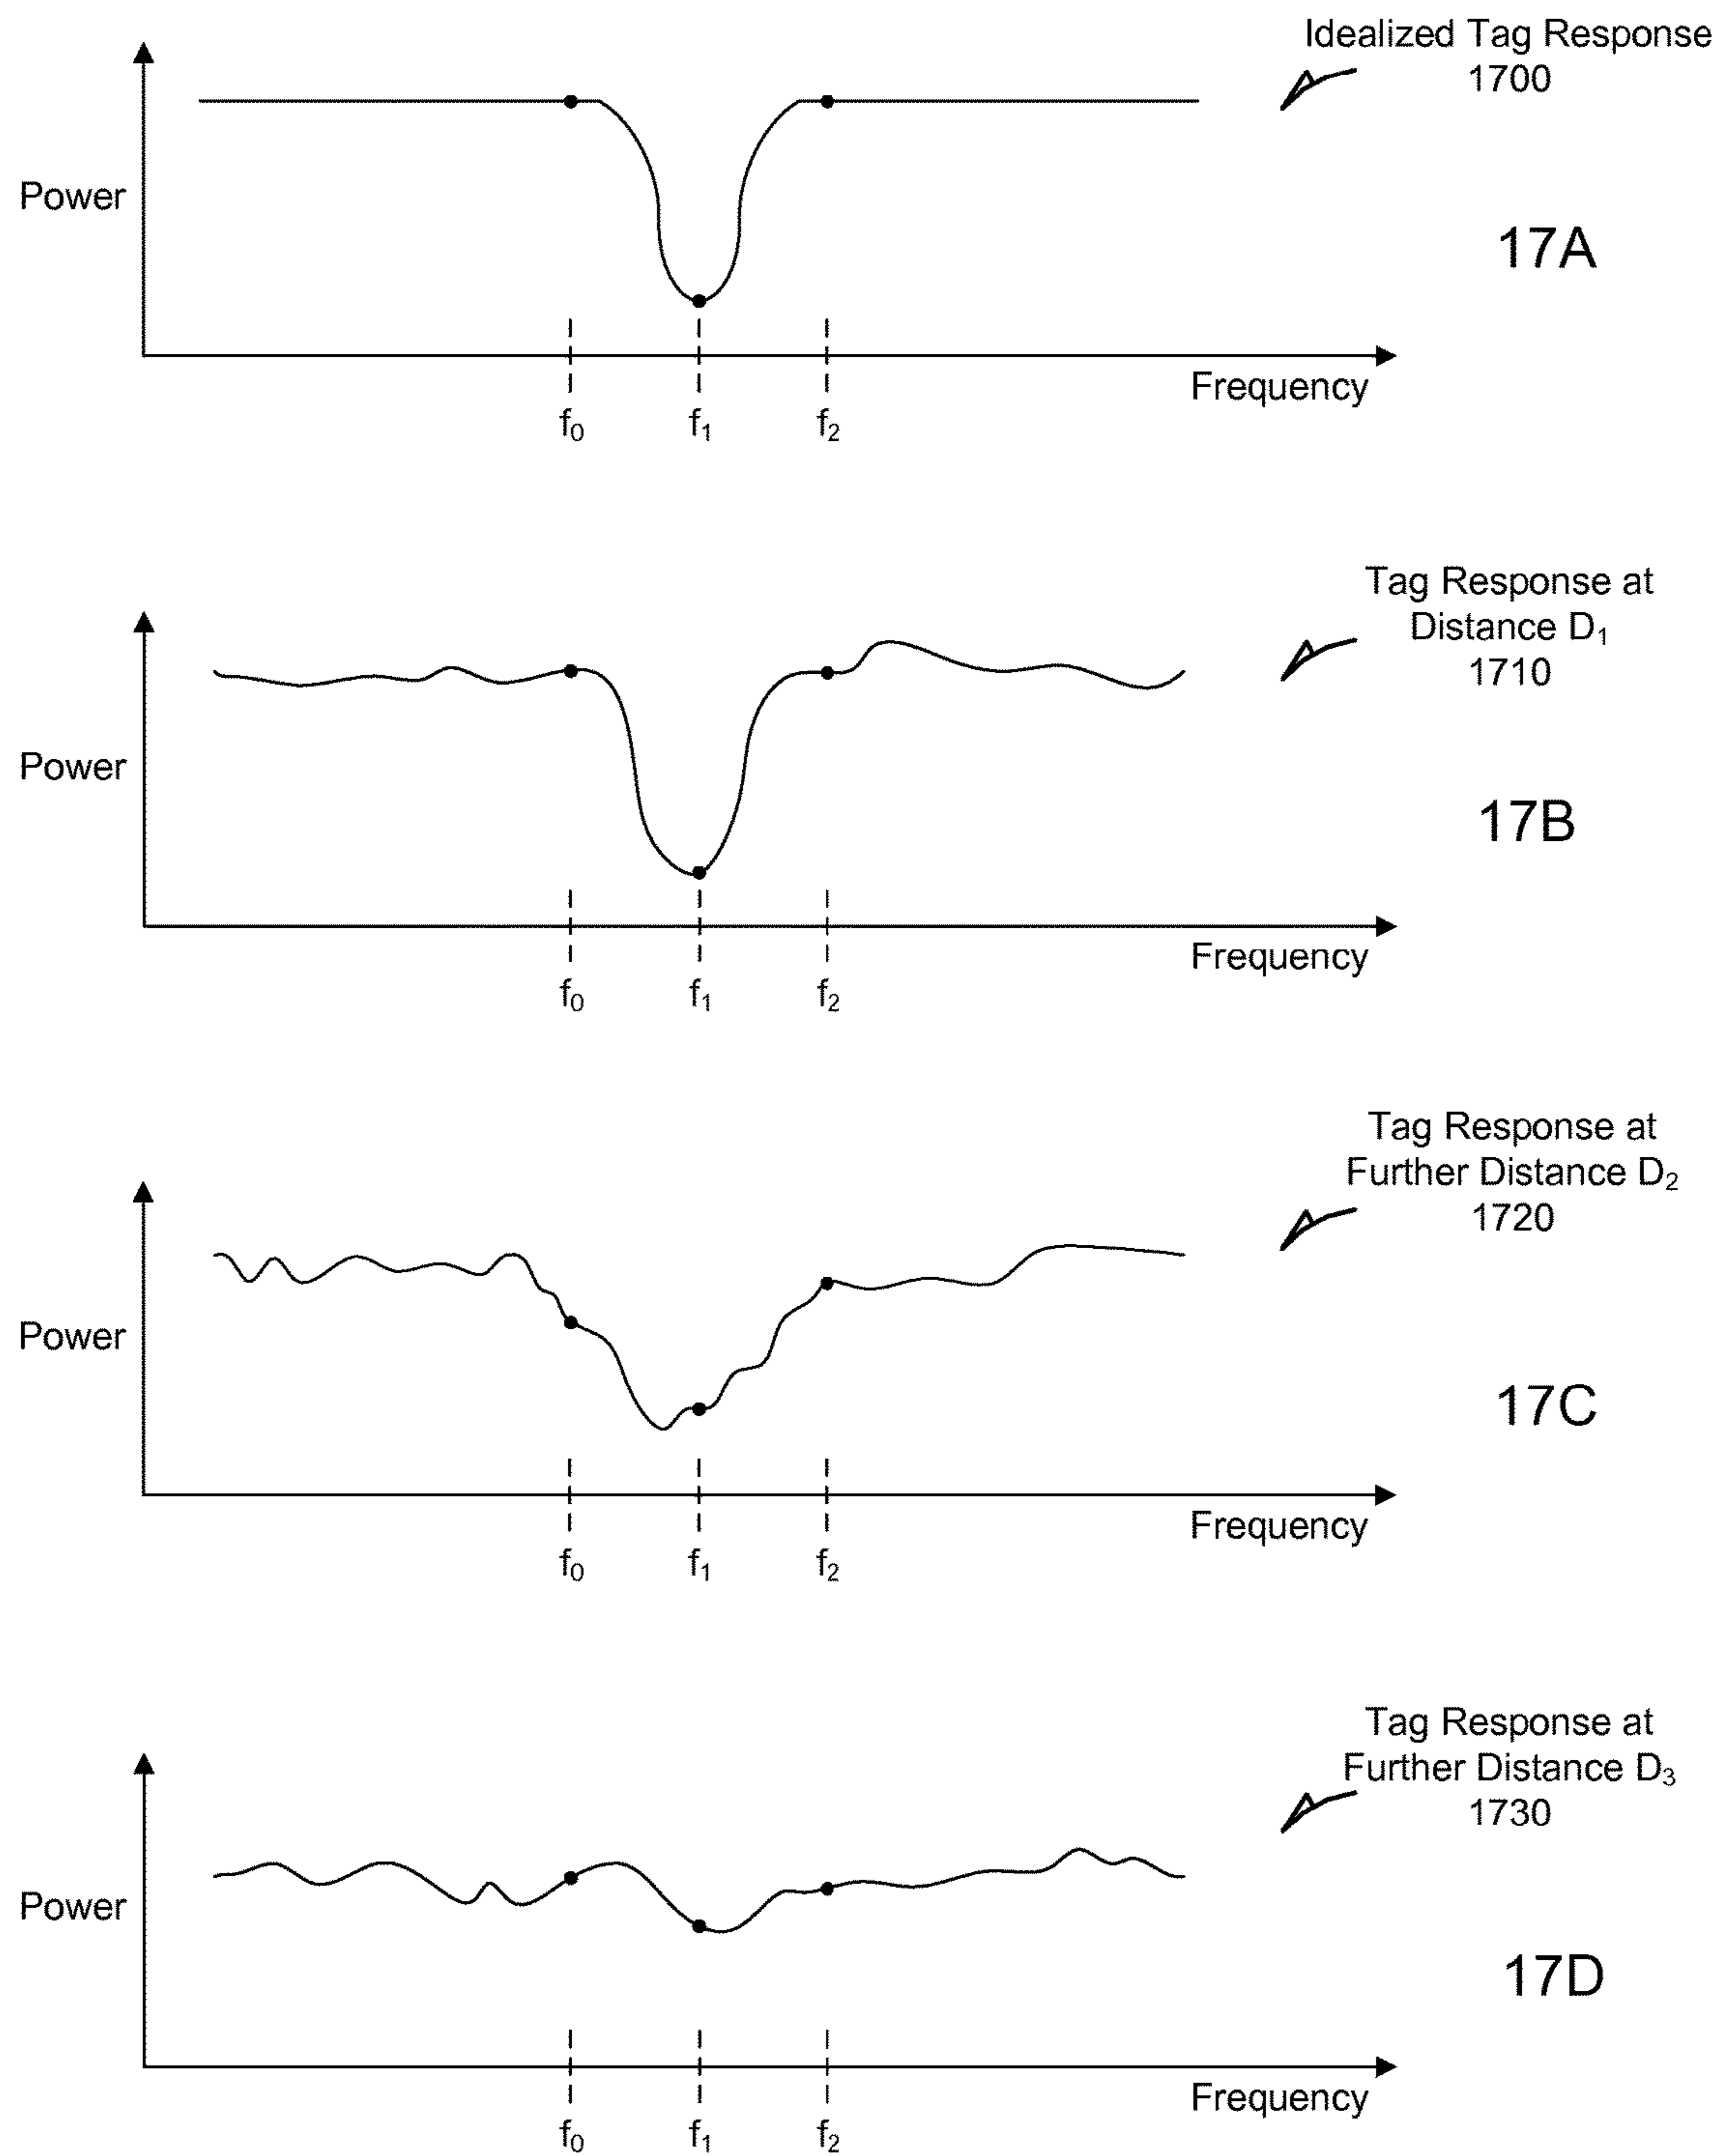 Idealized Tag Response
1700
Power
17A
Frequency
f₀ f₁ f₂
Tag Response at
Distance D₁
1710
Power
17B
Frequency
f₀ f₁ f₂
Tag Response at
Further Distance D₂
1720
Power
17C
Frequency
f₀ f₁ f₂
Tag Response at
Further Distance D₃
1730
Power
17D
Frequency
f₀ f₁ f₂